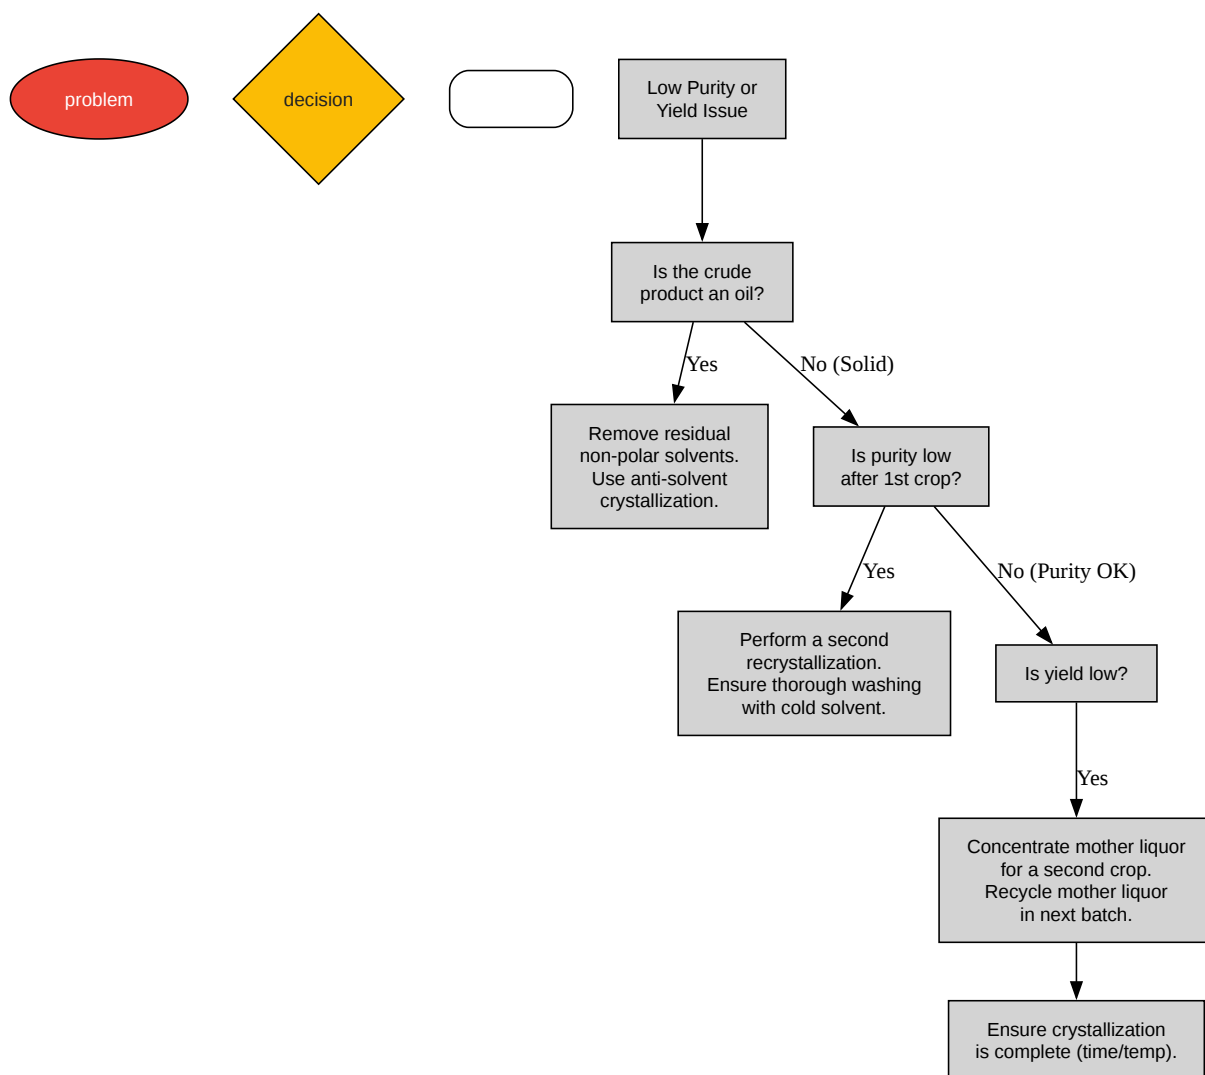 problem
decision
Low Purity or
Yield Issue
Is the crude
product an oil?
Yes
No (Solid)
Remove residual
non-polar solvents.
Use anti-solvent
crystallization.
Is purity low
after 1st crop?
Yes
No (Purity OK)
Perform a second
recrystallization.
Ensure thorough washing
with cold solvent.
Is yield low?
Yes
Concentrate mother liquor
for a second crop.
Recycle mother liquor
in next batch.
Ensure crystallization
is complete (time/temp).